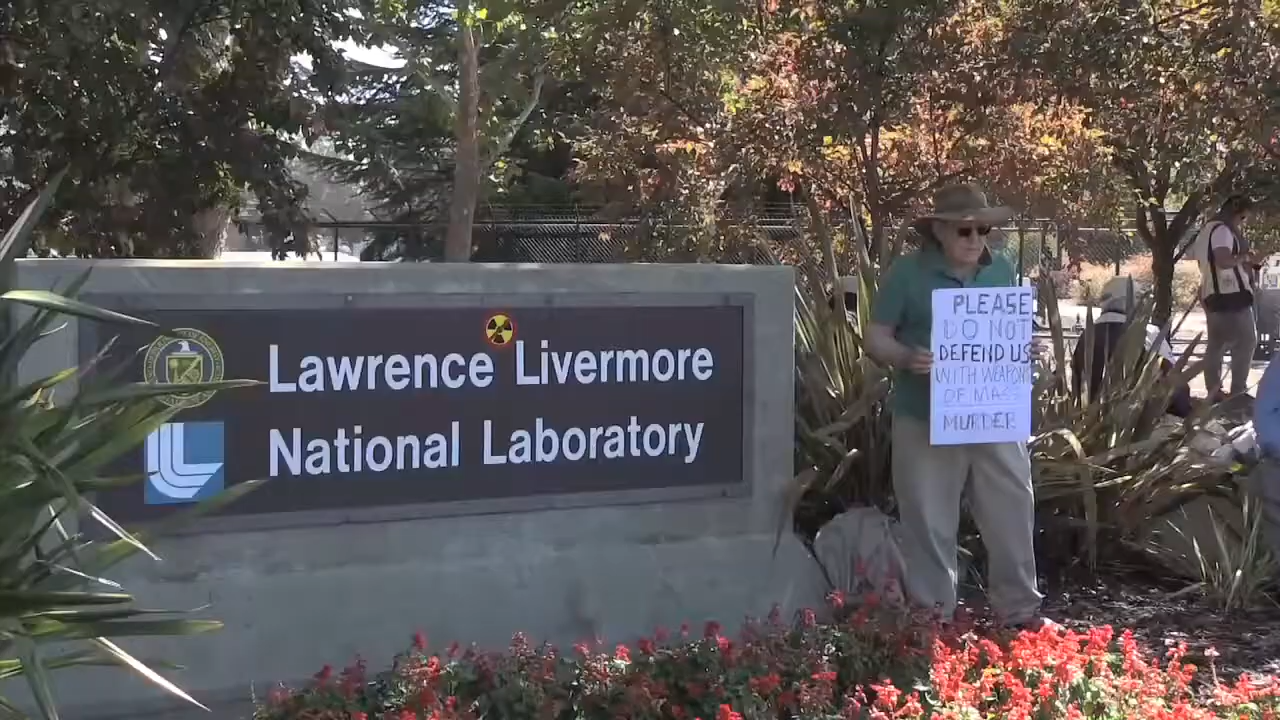 Lawrence Livermore
National Laboratory
PLEASE
DO NOT
DEFEND US
WITH WEAPONS
OF MASS
MURDER